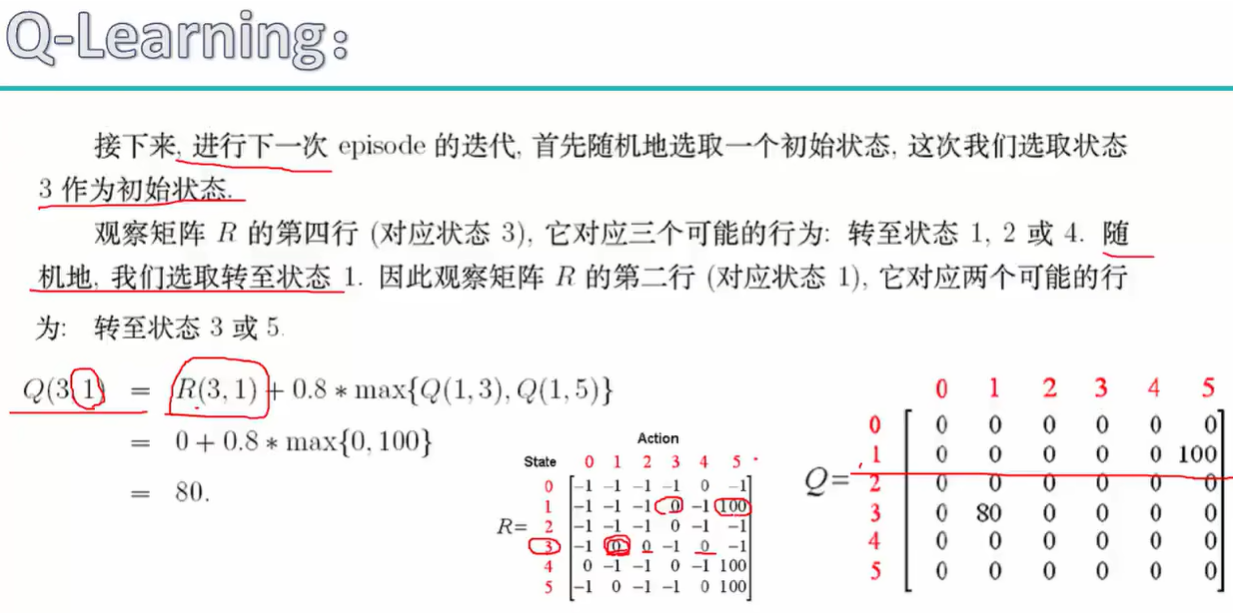 Q-Learning:
接下来, 进行下一次 episode 的迭代, 首先随机地选取一个初始状态, 这次我们选取状态
3 作为初始状态.
观察矩阵 R 的第四行 (对应状态 3), 它对应三个可能的行为: 转至状态 1, 2 或 4. 随
机地, 我们选取转至状态 1. 因此观察矩阵 R 的第二行 (对应状态 1), 它对应两个可能的行
为: 转至状态 3 或 5.
Q(3,1) = R(3,1) + 0.8 * max{Q(1,3), Q(1,5)}
= 0 + 0.8 * max{0, 100}
= 80.
Action
State 0 1 2 3 4 5
0 -1 -1 -1 -1 0 -1
1 -1 -1 -1 0 -1 100
R= 2 -1 -1 -1 0 -1 -1
3 -1 0 0 -1 0 -1
4 0 -1 -1 0 -1 100
5 -1 0 -1 -1 0 100
0 1 2 3 4 5
0 0 0 0 0 0 0
1 0 0 0 0 0 100
Q= 2 0 0 0 0 0 0
3 0 80 0 0 0 0
4 0 0 0 0 0 0
5 0 0 0 0 0 0